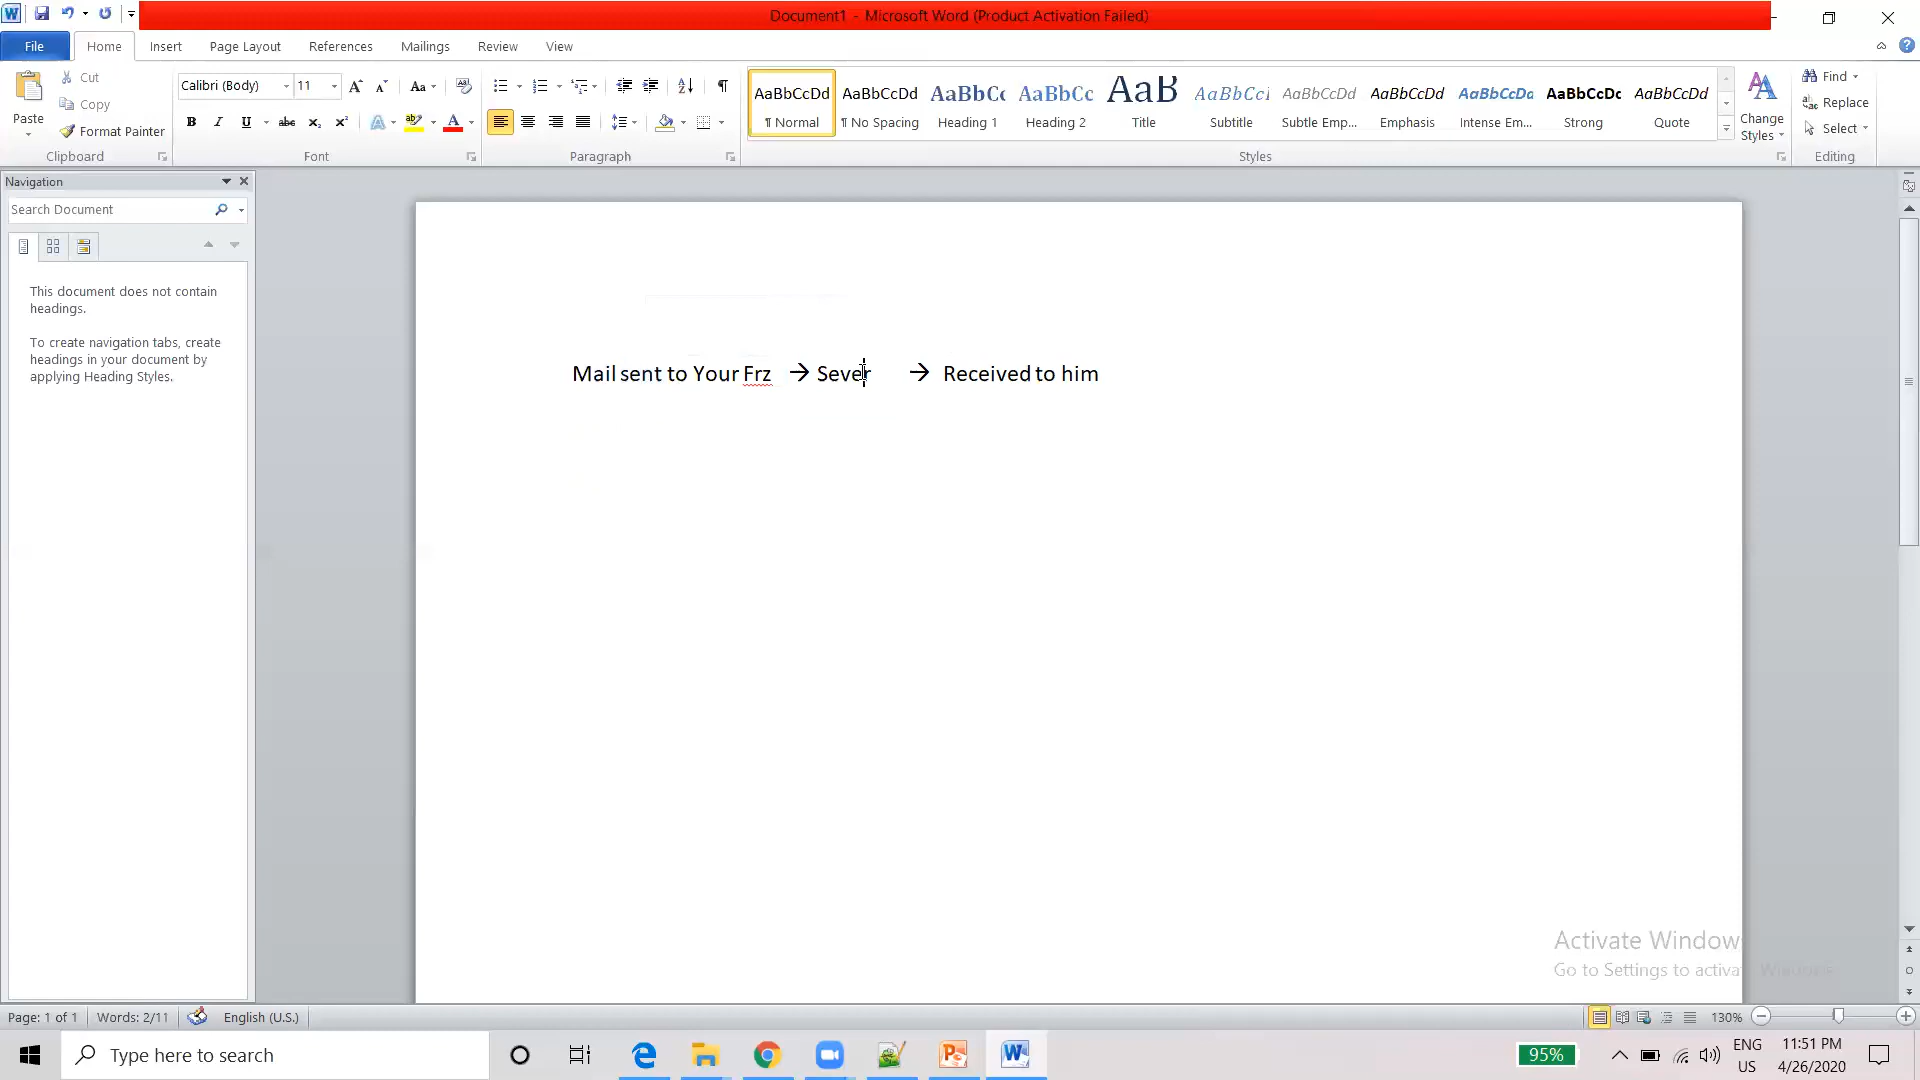 Document1 - Microsoft Word (Product Activation Failed)
File Home Insert Page Layout References Mailings Review View
Paste
Cut
Copy
Format Painter
Clipboard
Calibri (Body) 11
Font
Paragraph
AaBbCcDd AaBbCcDd AaBbCc AaBbCc AaB AaBbCcl AaBbCcDd AaBbCcDd AaBbCcDd AaBbCcDc AaBbCcDd
¶ Normal ¶ No Spacing Heading 1 Heading 2 Title Subtitle Subtle Emp... Emphasis Intense Em... Strong Quote
Styles
Change
Styles
Find
Replace
Select
Editing
Navigation
Search Document
This document does not contain
headings.
To create navigation tabs, create
headings in your document by
applying Heading Styles.
Mail sent to Your Frz → Sever → Received to him
Activate Window
Go to Settings to activa Windows
Page: 1 of 1 Words: 2/11 English (U.S.) 130%
Type here to search
95%
ENG
US
11:51 PM
4/26/2020